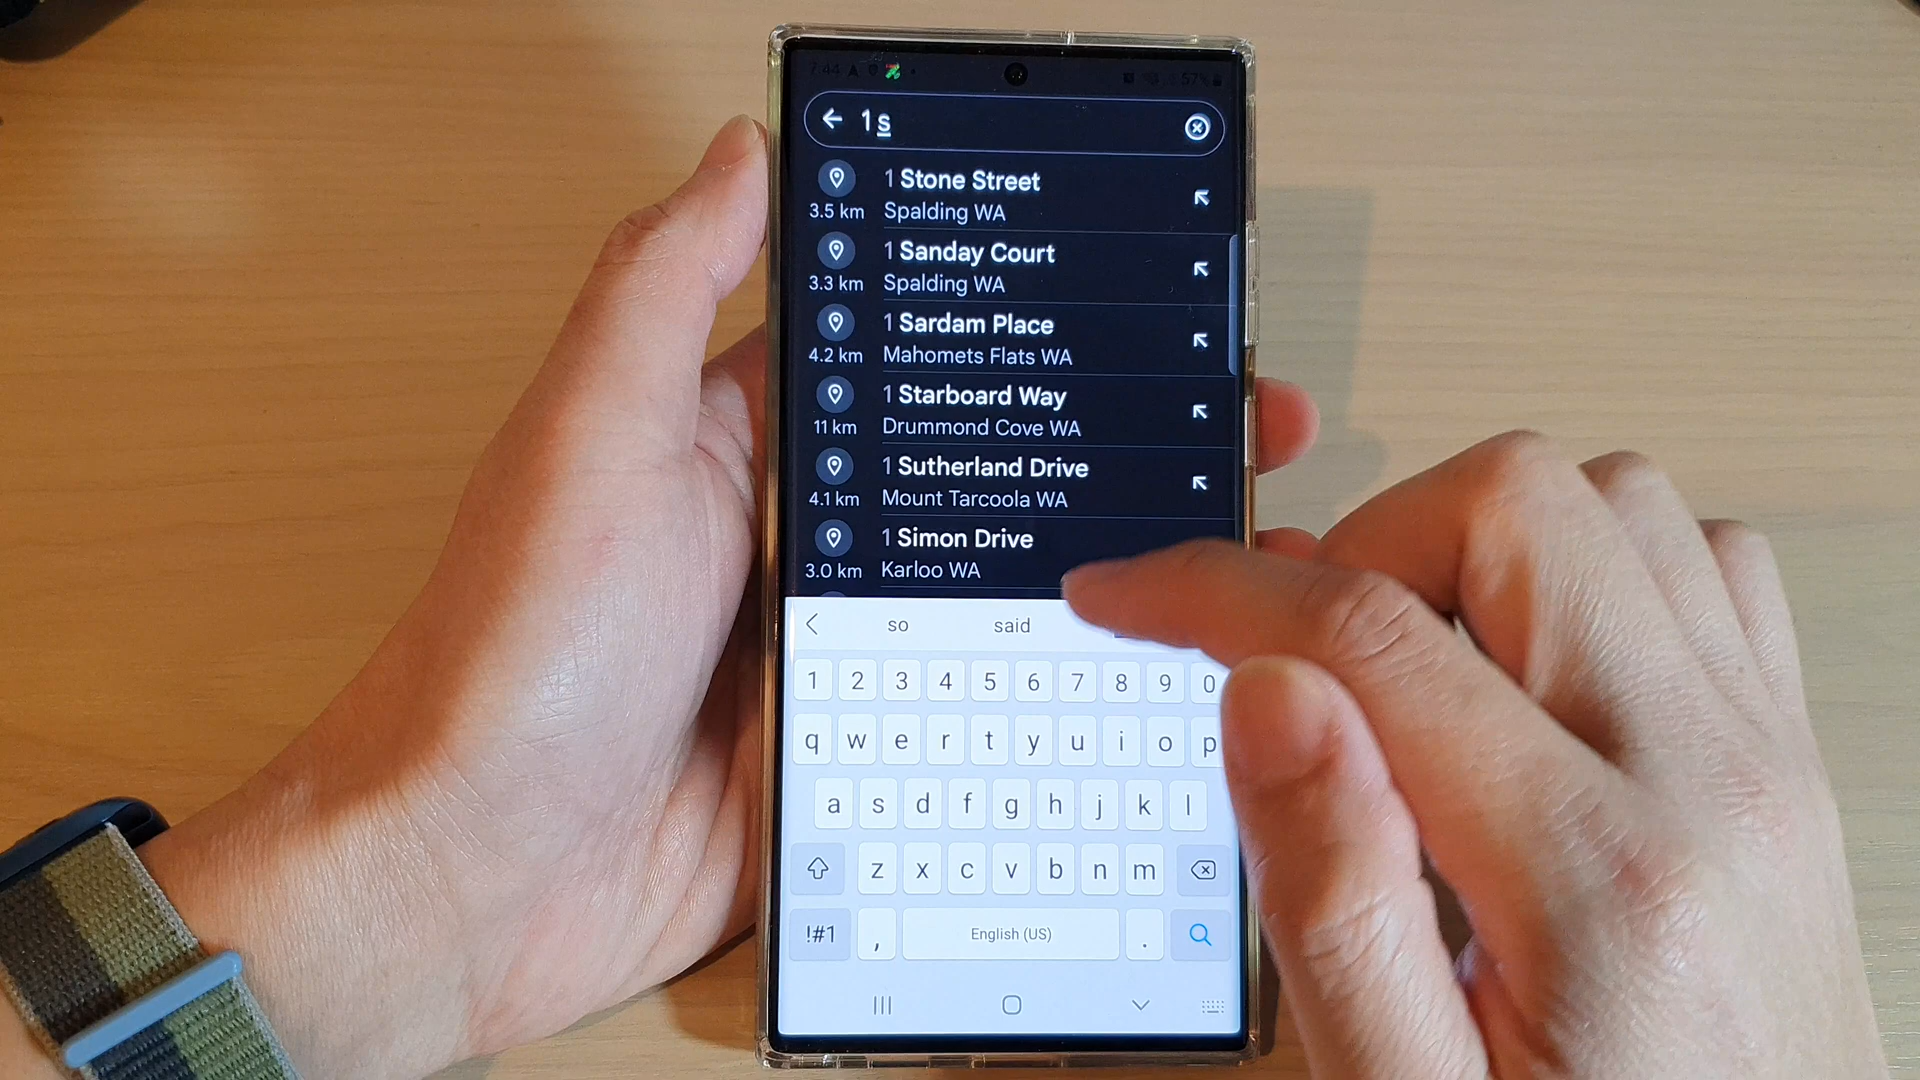 7:44 57%
1s
1 Stone Street
3.5 km Spalding WA
1 Sanday Court
3.3 km Spalding WA
1 Sardam Place
4.2 km Mahomets Flats WA
1 Starboard Way
11 km Drummond Cove WA
1 Sutherland Drive
4.1 km Mount Tarcoola WA
1 Simon Drive
3.0 km Karloo WA
so said
1 2 3 4 5 6 7 8 9 0
q w e r t y u i o p
a s d f g h j k l
z x c v b n m
!#1 , English (US) .